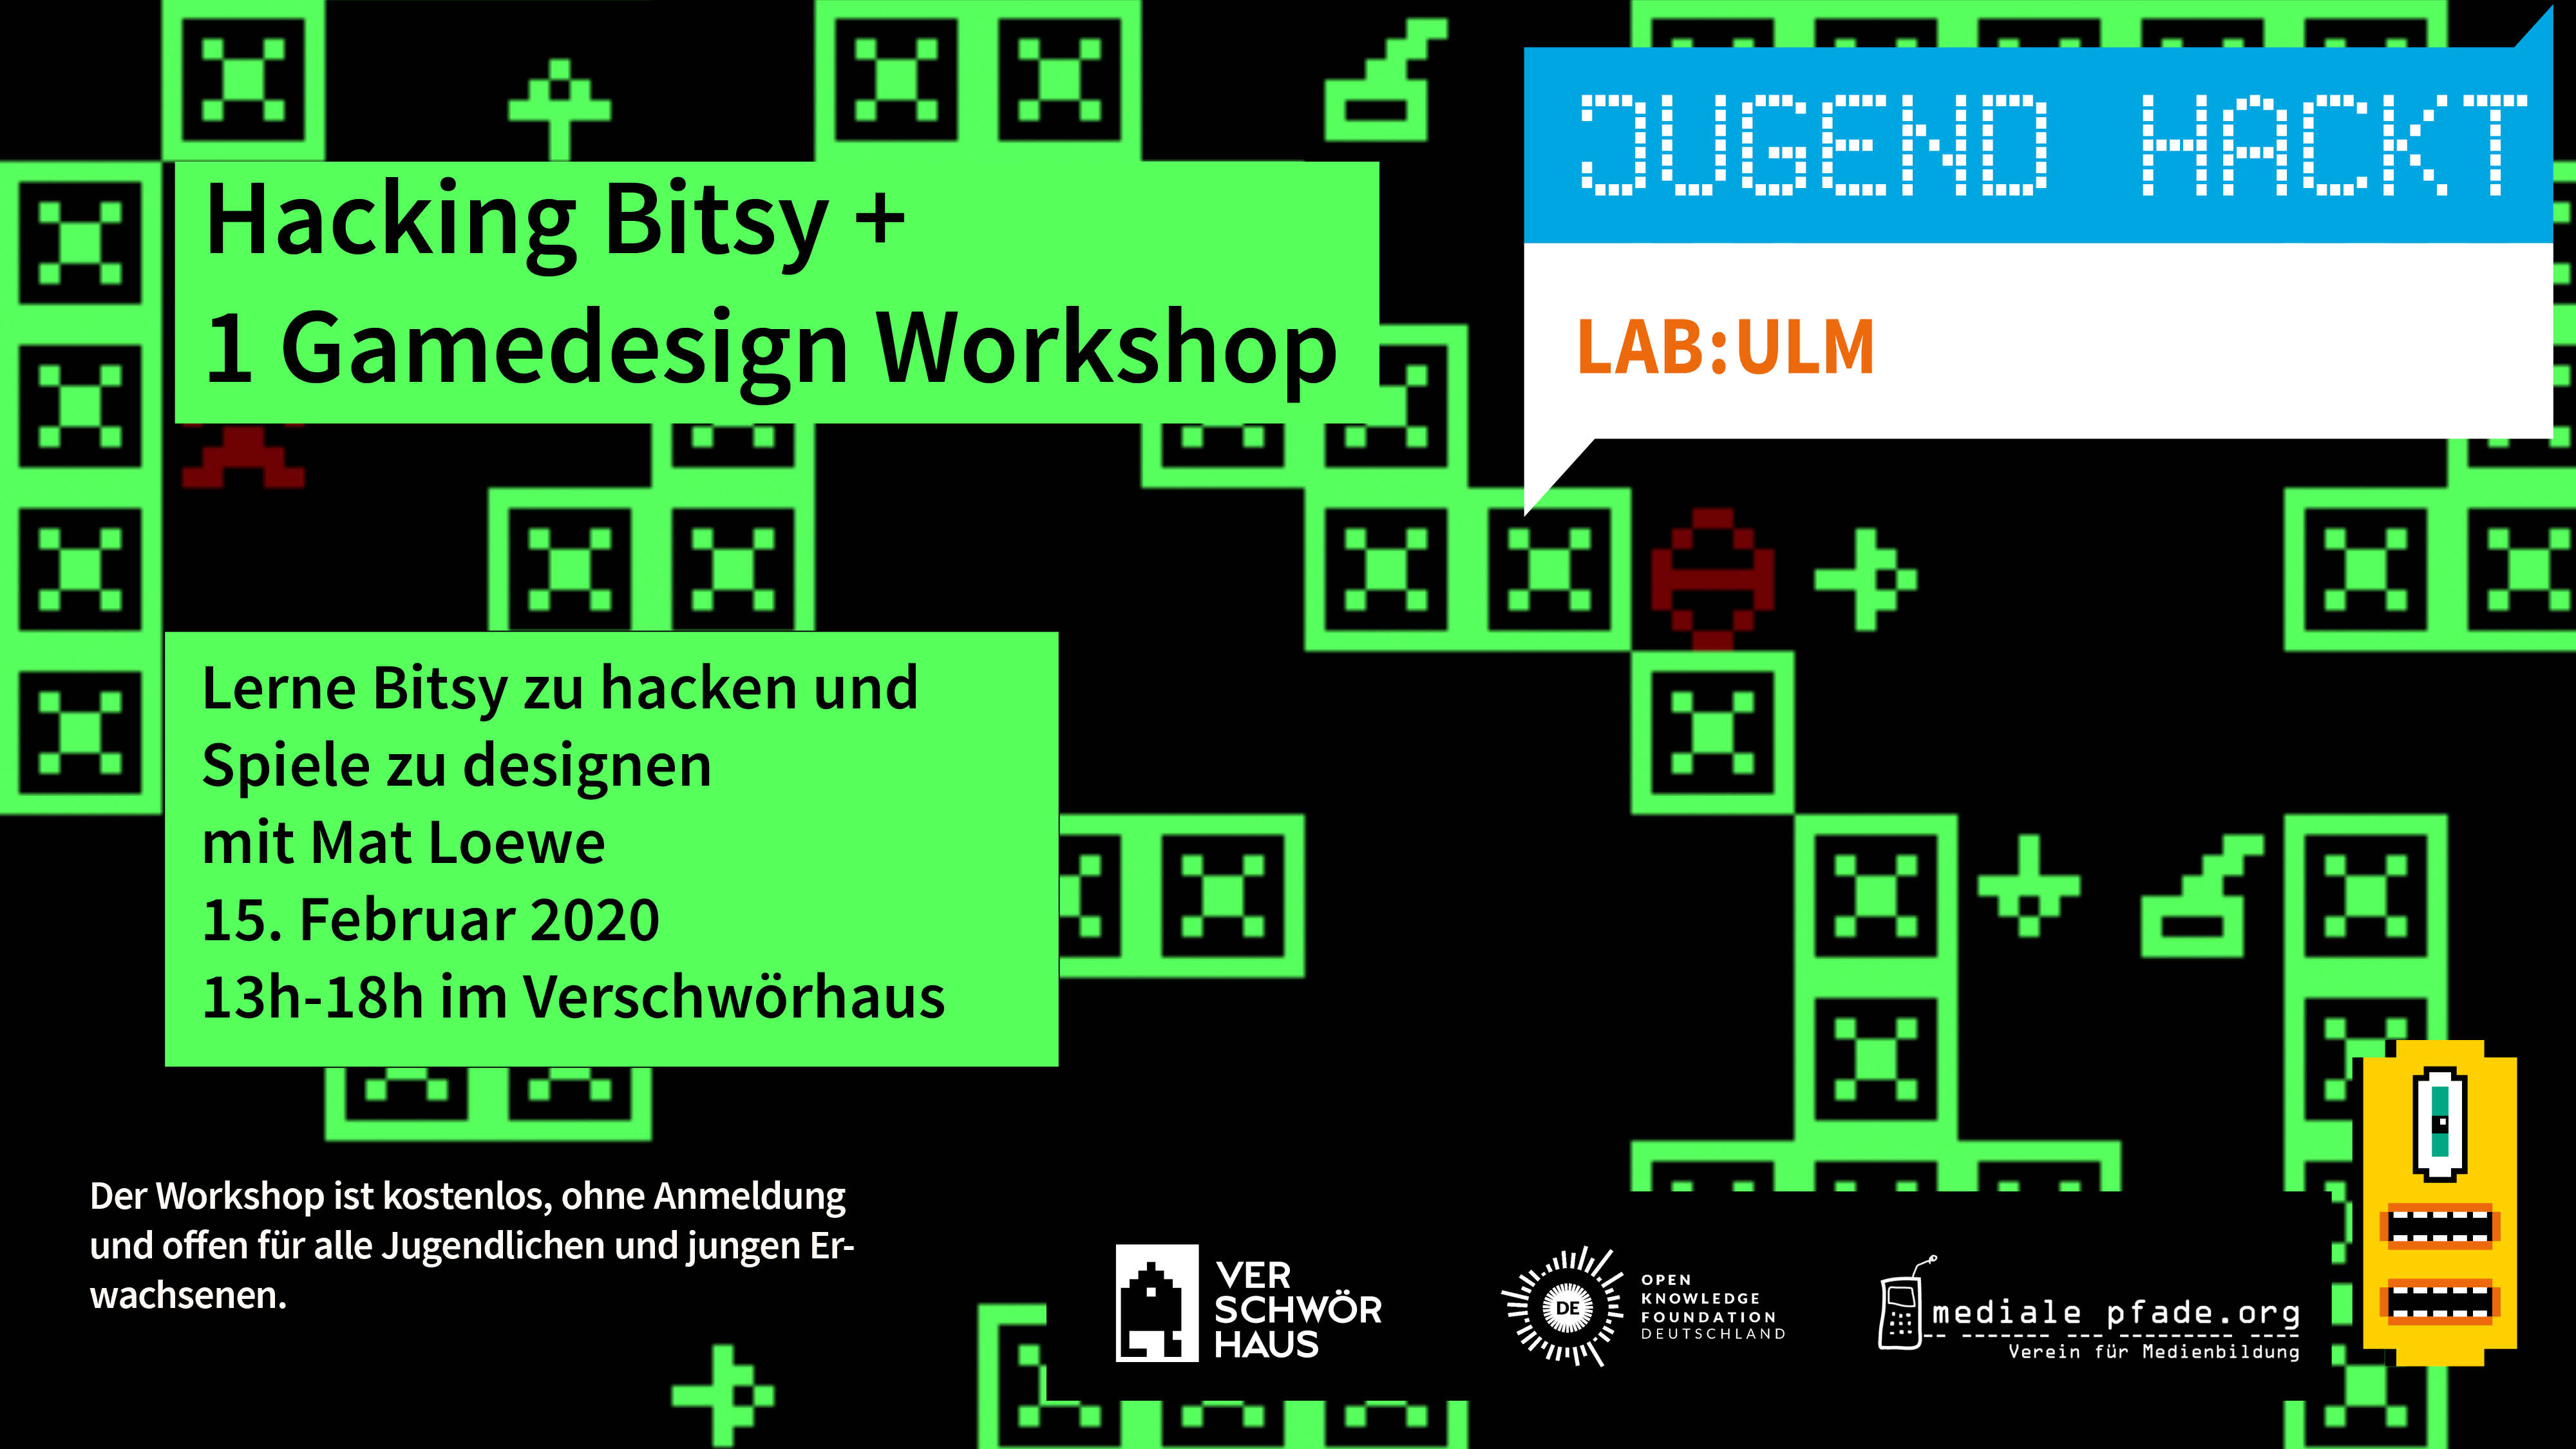 Hacking Bitsy +
1 Gamedesign Workshop
JUGEND HACKT
LAB:ULM
Lerne Bitsy zu hacken und
Spiele zu designen
mit Mat Loewe
15. Februar 2020
13h-18h im Verschwörhaus
Der Workshop ist kostenlos, ohne Anmeldung
und offen für alle Jugendlichen und jungen Er-
wachsenen.
VER
SCHWÖR
HAUS
DE
OPEN
KNOWLEDGE
FOUNDATION
DEUTSCHLAND
mediale pfade.org
Verein für Medienbildung